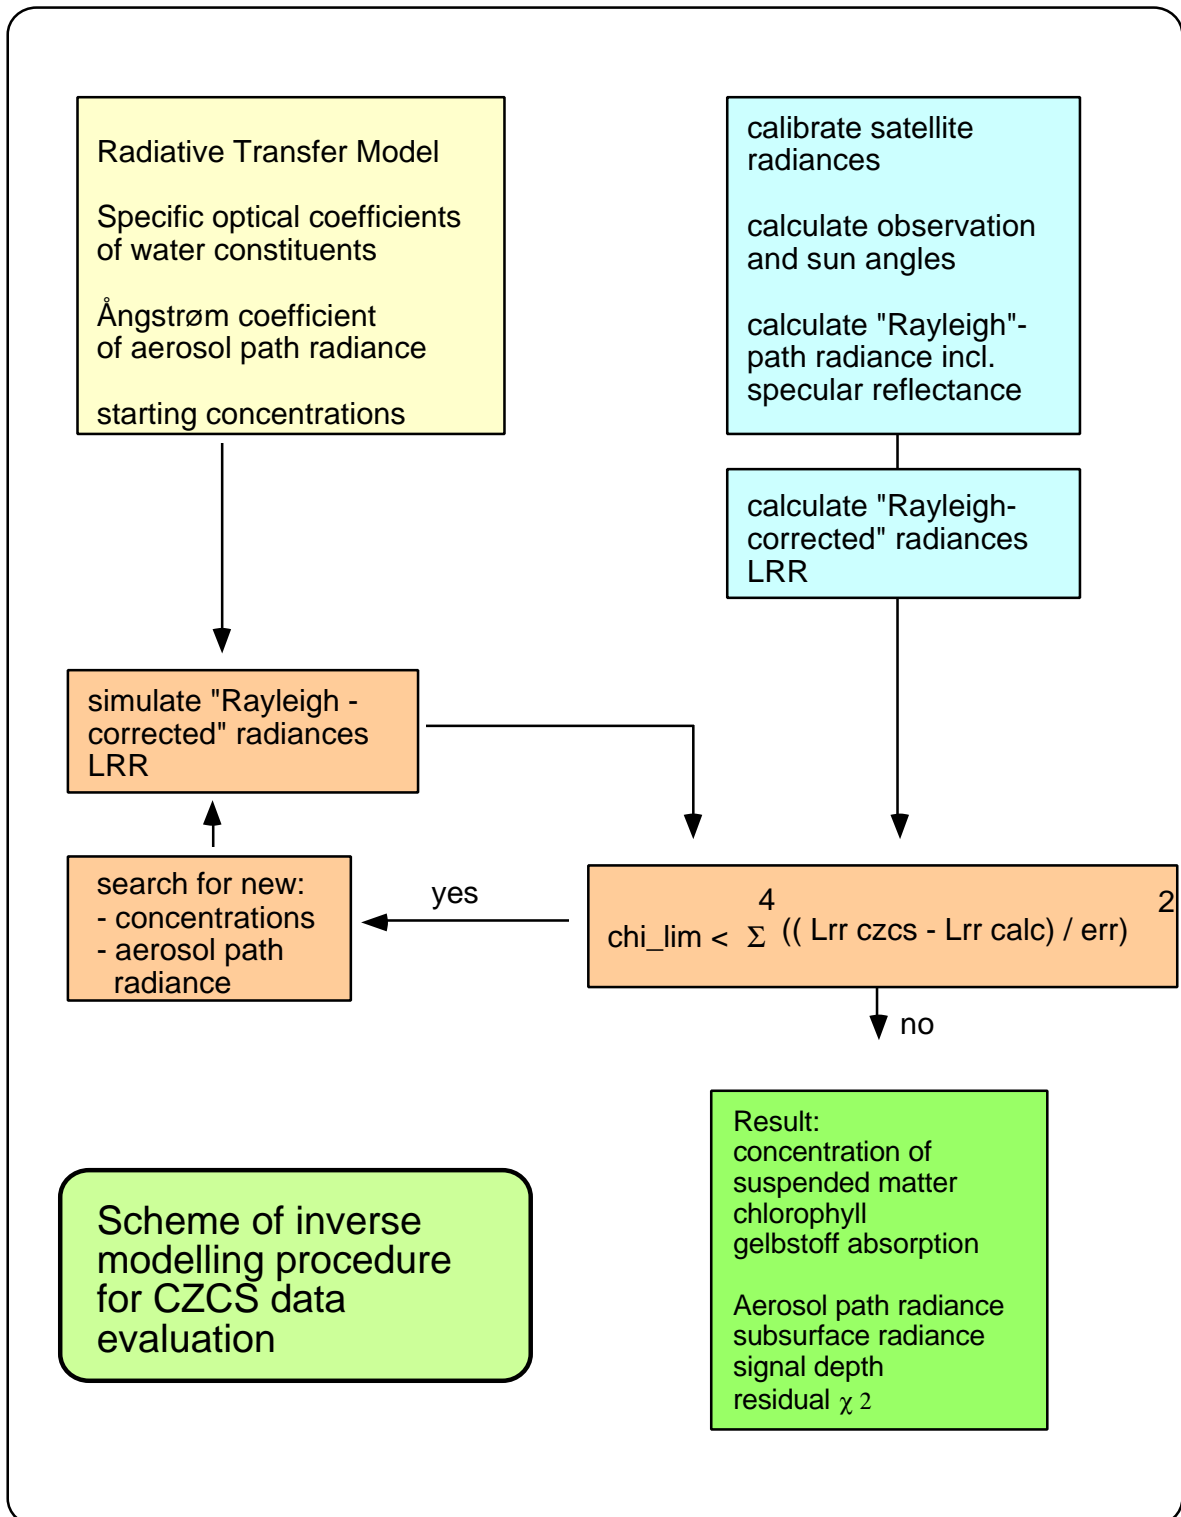 Radiative Transfer Model
Specific optical coefficients
of water constituents
Ångstrøm coefficient
of aerosol path radiance
starting concentrations
calibrate satellite
radiances
calculate observation
and sun angles
calculate "Rayleigh"-
path radiance incl.
specular reflectance
calculate "Rayleigh-
corrected" radiances
LRR
simulate "Rayleigh -
corrected" radiances
LRR
search for new:
- concentrations
- aerosol path
radiance
yes
4
2
chi_lim < Σ (( Lrr czcs - Lrr calc) / err)
no
Result:
concentration of
suspended matter
chlorophyll
gelbstoff absorption
Aerosol path radiance
subsurface radiance
signal depth
residual χ 2
Scheme of inverse
modelling procedure
for CZCS data
evaluation